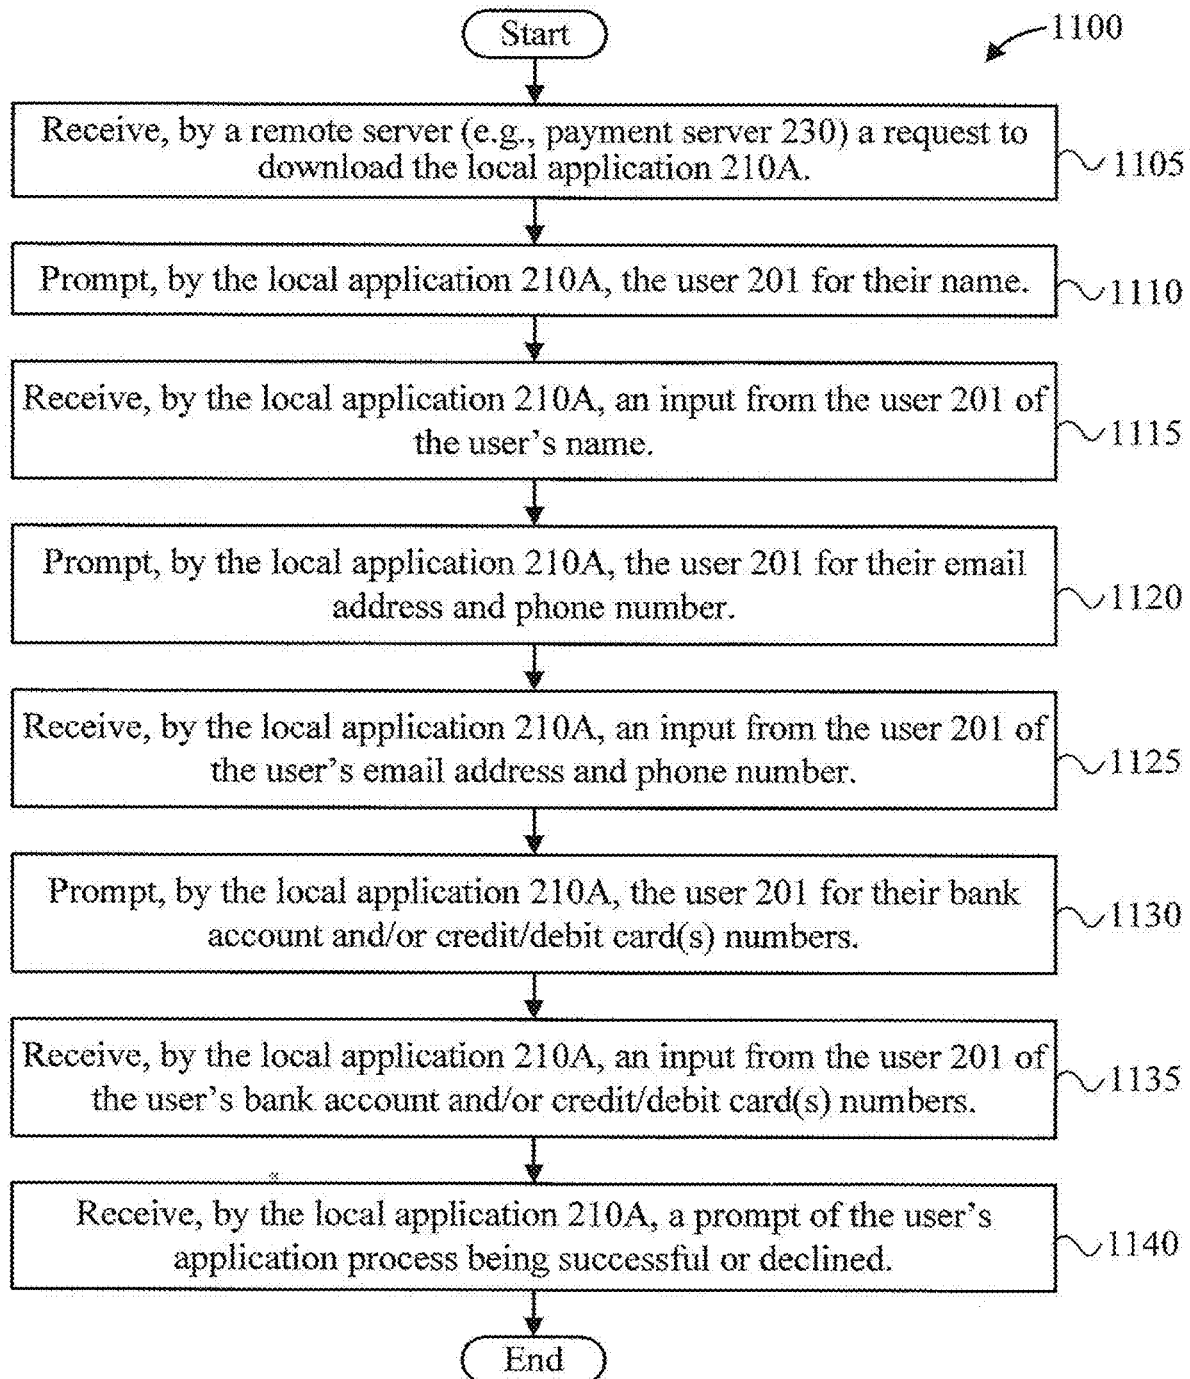 Start
1100
Receive, by a remote server (e.g., payment server 230) a request to
download the local application 210A.
1105
Prompt, by the local application 210A, the user 201 for their name.
1110
Receive, by the local application 210A, an input from the user 201 of
the user’s name.
1115
Prompt, by the local application 210A, the user 201 for their email
address and phone number.
1120
Receive, by the local application 210A, an input from the user 201 of
the user’s email address and phone number.
1125
Prompt, by the local application 210A, the user 201 for their bank
account and/or credit/debit card(s) numbers.
1130
Receive, by the local application 210A, an input from the user 201 of
the user’s bank account and/or credit/debit card(s) numbers.
1135
Receive, by the local application 210A, a prompt of the user’s
application process being successful or declined.
1140
End